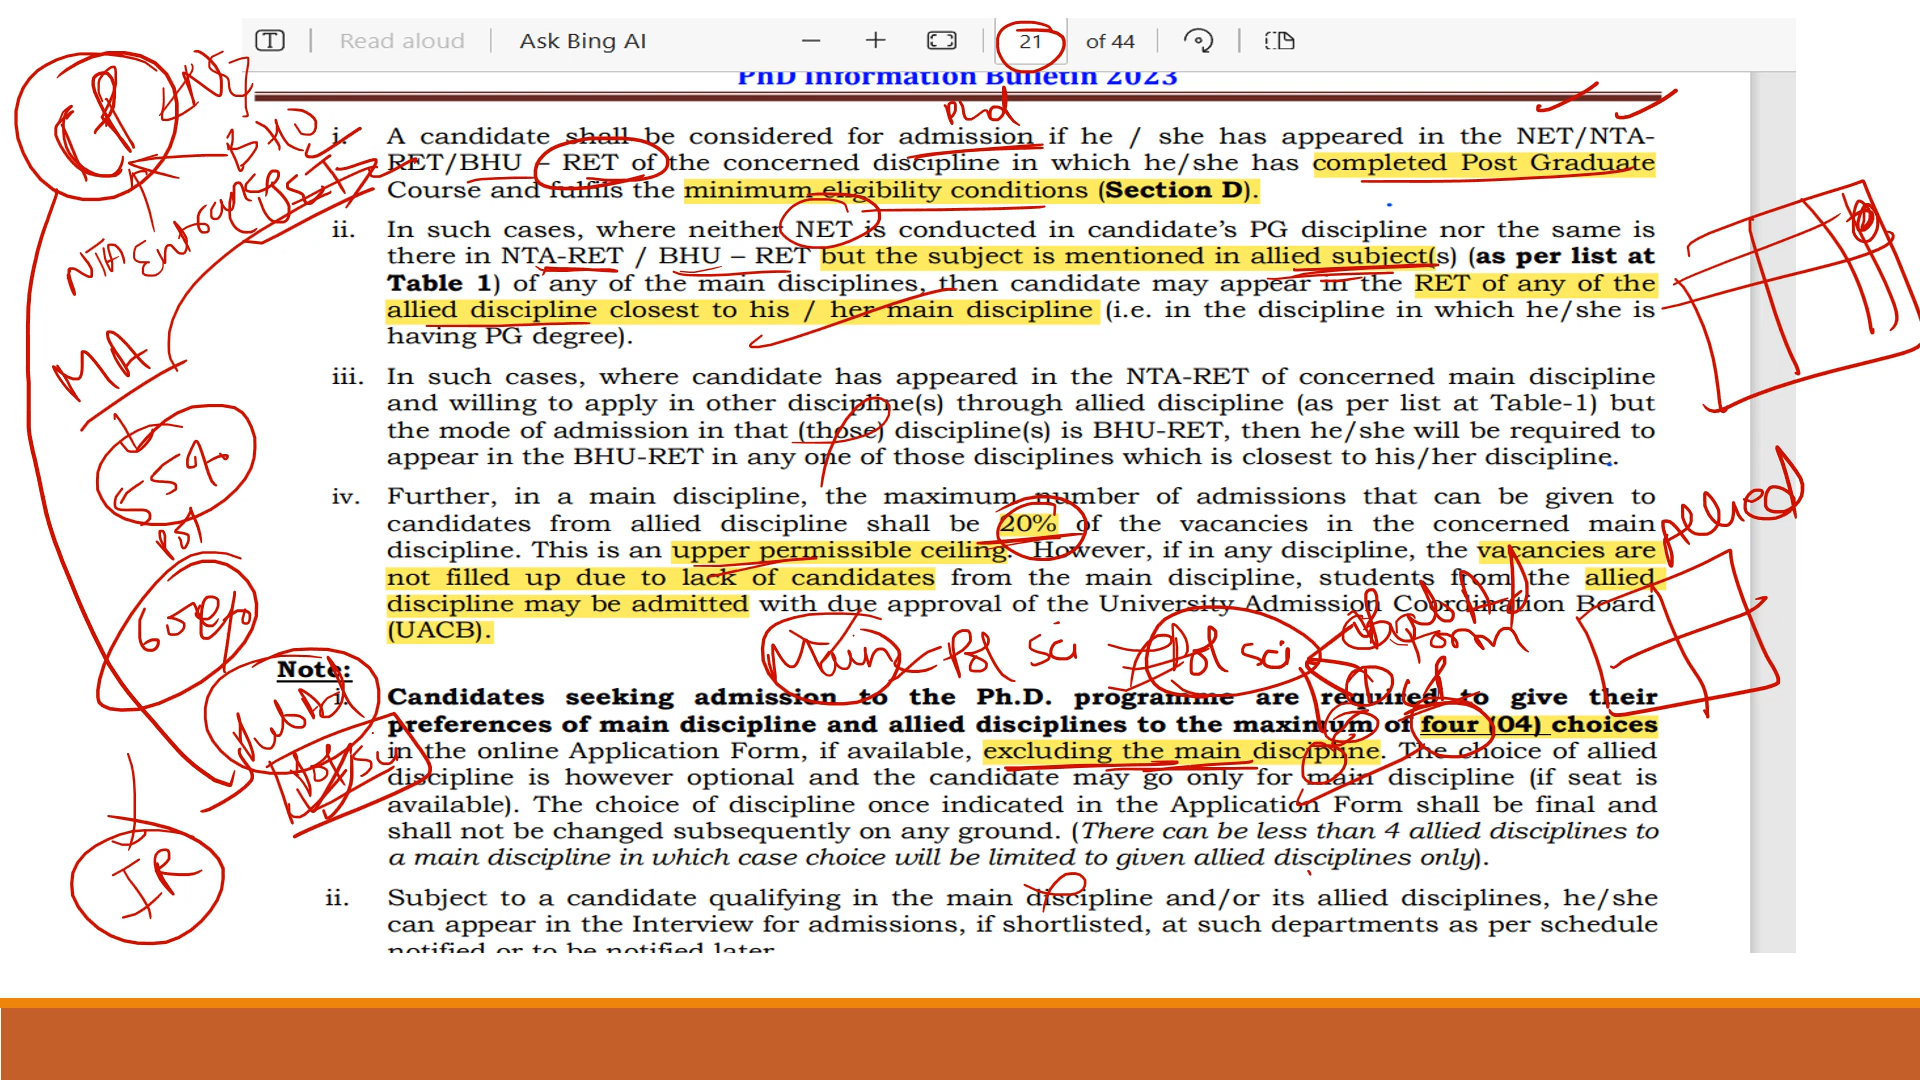 Read aloud
Ask Bing AI
21 of 44
PhD Information Bulletin 2023
Phd
i. A candidate shall be considered for admission if he / she has appeared in the NET/NTA-
RET/BHU – RET of the concerned discipline in which he/she has completed Post Graduate
Course and fulfils the minimum eligibility conditions (Section D).
ii. In such cases, where neither NET is conducted in candidate’s PG discipline nor the same is
there in NTA-RET / BHU – RET but the subject is mentioned in allied subject(s) (as per list at
Table 1) of any of the main disciplines, then candidate may appear in the RET of any of the
allied discipline closest to his / her main discipline (i.e. in the discipline in which he/she is
having PG degree).
iii. In such cases, where candidate has appeared in the NTA-RET of concerned main discipline
and willing to apply in other discipline(s) through allied discipline (as per list at Table-1) but
the mode of admission in that (those) discipline(s) is BHU-RET, then he/she will be required to
appear in the BHU-RET in any one of those disciplines which is closest to his/her discipline.
iv. Further, in a main discipline, the maximum number of admissions that can be given to
candidates from allied discipline shall be 20% of the vacancies in the concerned main
discipline. This is an upper permissible ceiling. However, if in any discipline, the vacancies are
not filled up due to lack of candidates from the main discipline, students from the allied
discipline may be admitted with due approval of the University Admission Coordination Board
(UACB).
Main Pol sci Pol sci
Note:
i. Candidates seeking admission to the Ph.D. programme are required to give their
preferences of main discipline and allied disciplines to the maximum of four (04) choices
in the online Application Form, if available, excluding the main discipline. The choice of allied
discipline is however optional and the candidate may go only for main discipline (if seat is
available). The choice of discipline once indicated in the Application Form shall be final and
shall not be changed subsequently on any ground. (There can be less than 4 allied disciplines to
a main discipline in which case choice will be limited to given allied disciplines only).
ii. Subject to a candidate qualifying in the main discipline and/or its allied disciplines, he/she
can appear in the Interview for admissions, if shortlisted, at such departments as per schedule
notified or to be notified later.
BHU
NTA Entrance
MA
Allied
IR